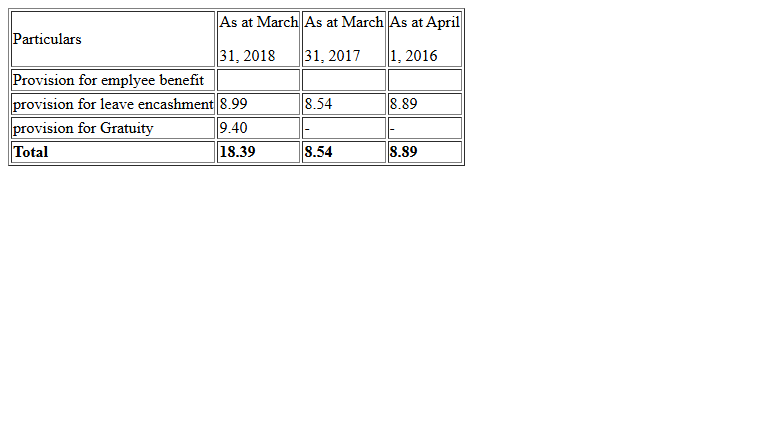 Particulars As at March 31, 2018 As at March 31, 2017 As at April 1, 2016
Provision for emplyee benefit
provision for leave encashment 8.99 8.54 8.89
provision for Gratuity 9.40 - -
Total 18.39 8.54 8.89